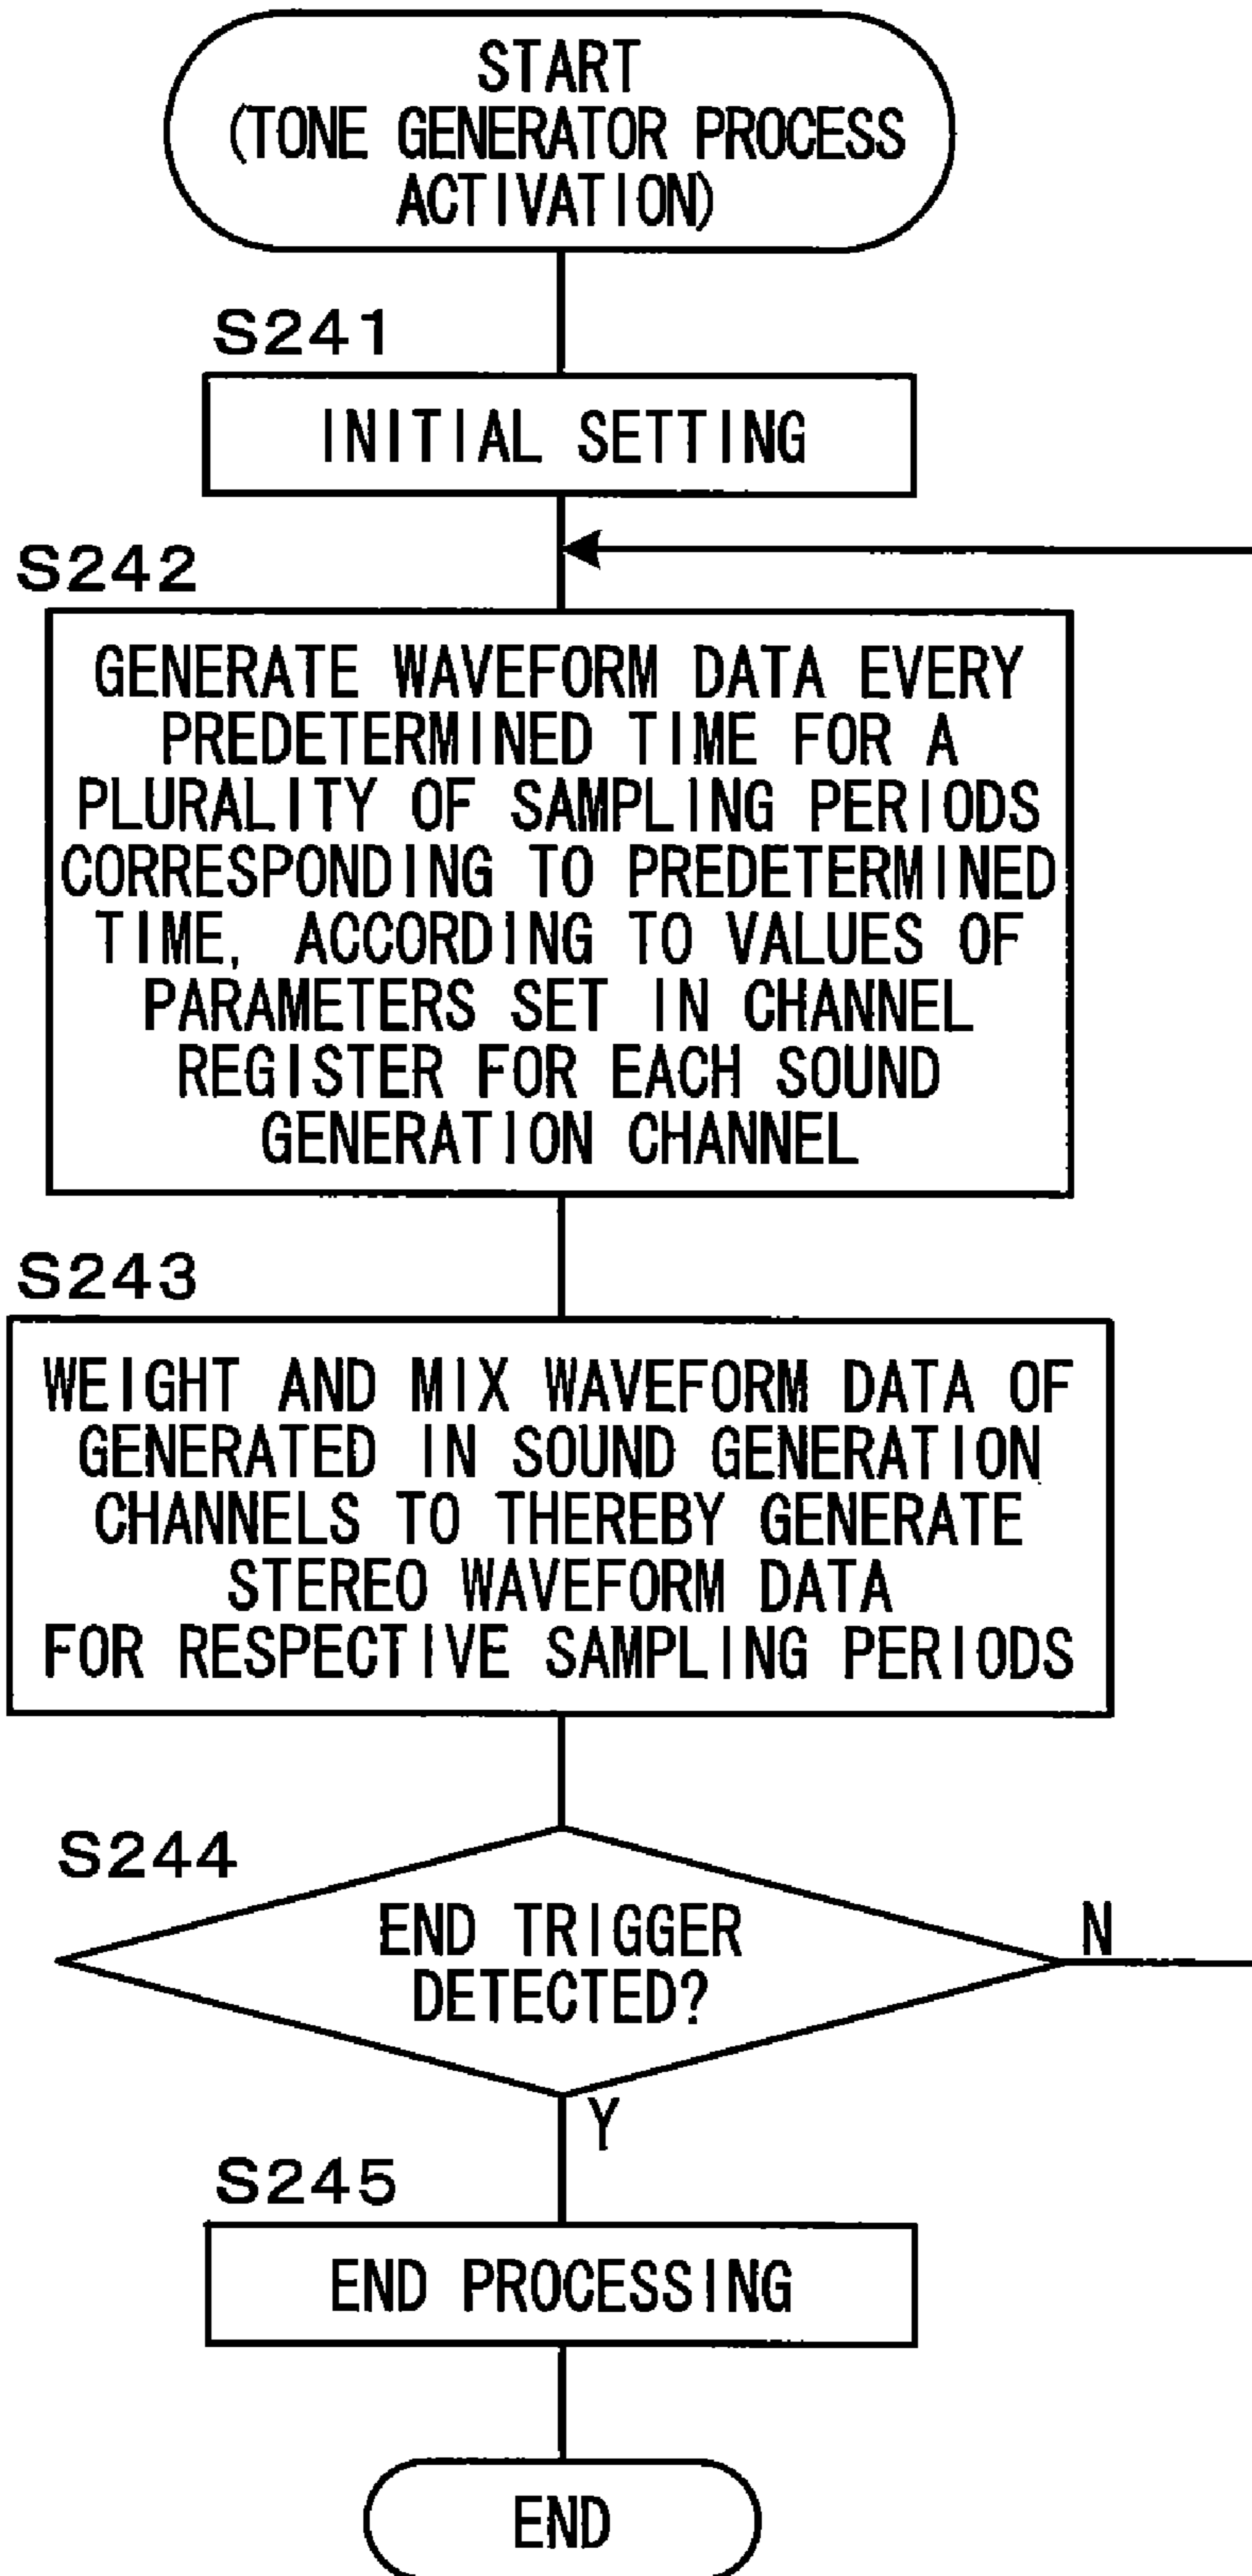 START
(TONE GENERATOR PROCESS
ACTIVATION)
S241
INITIAL SETTING
S242
GENERATE WAVEFORM DATA EVERY
PREDETERMINED TIME FOR A
PLURALITY OF SAMPLING PERIODS
CORRESPONDING TO PREDETERMINED
TIME, ACCORDING TO VALUES OF
PARAMETERS SET IN CHANNEL
REGISTER FOR EACH SOUND
GENERATION CHANNEL
S243
WEIGHT AND MIX WAVEFORM DATA OF
GENERATED IN SOUND GENERATION
CHANNELS TO THEREBY GENERATE
STEREO WAVEFORM DATA
FOR RESPECTIVE SAMPLING PERIODS
S244
END TRIGGER
DETECTED?
N
Y
S245
END PROCESSING
END